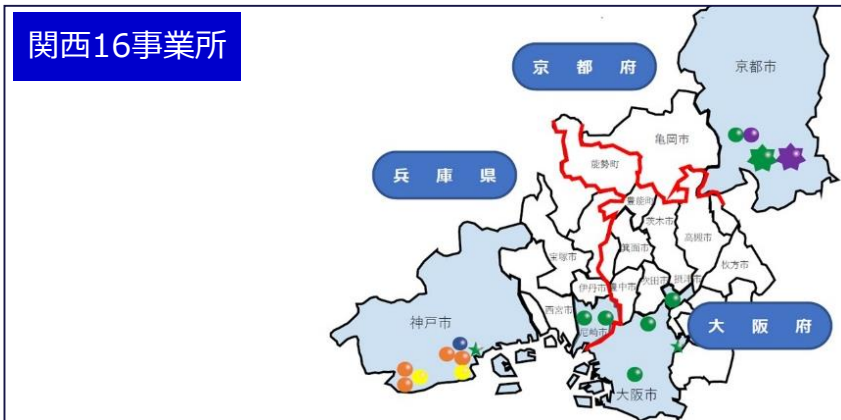 関西16事業所
京都府
京都市
亀岡市
能勢町
兵庫県
豊能町
茨木市
高槻市
箕面市
枚方市
宝塚市
吹田市
摂津市
伊丹市
豊中市
西宮市
尼崎市
神戸市
大阪府
大阪市